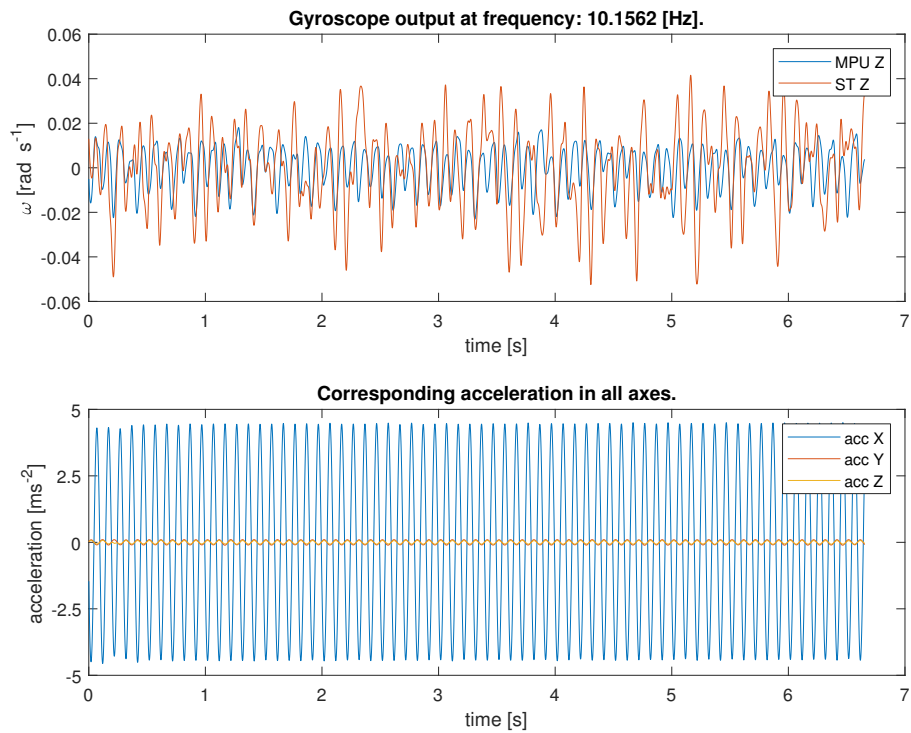 Gyroscope output at frequency: 10.1562 [Hz].
0.06
0.04
0.02
0
-0.02
-0.04
-0.06
ω [rad s⁻¹]
MPU Z
ST Z
0 1 2 3 4 5 6 7
time [s]
Corresponding acceleration in all axes.
5
2.5
0
-2.5
-5
acceleration [ms⁻²]
acc X
acc Y
acc Z
0 1 2 3 4 5 6 7
time [s]